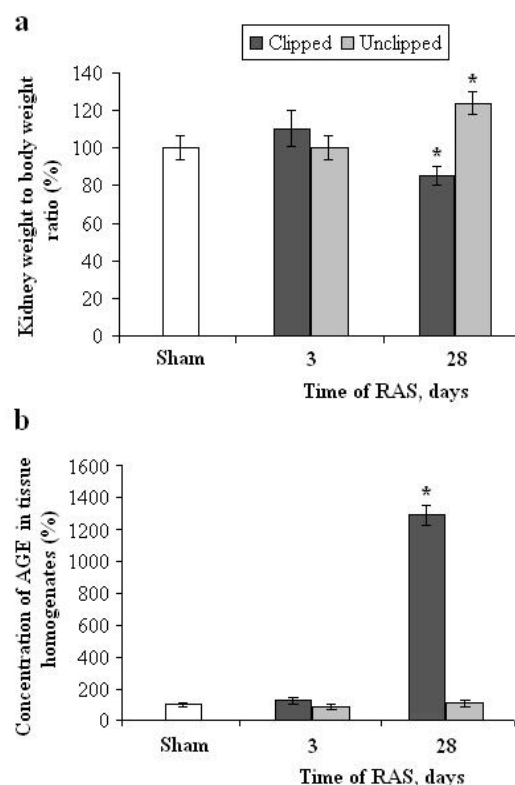 a
Clipped Unclipped
Kidney weight to body weight
ratio (%)
140
120
100
80
60
40
20
0
*
*
Sham 3 28
Time of RAS, days
b
Concentration of AGE in tissue
homogenates (%)
1600
1400
1200
1000
800
600
400
200
0
*
Sham 3 28
Time of RAS, days